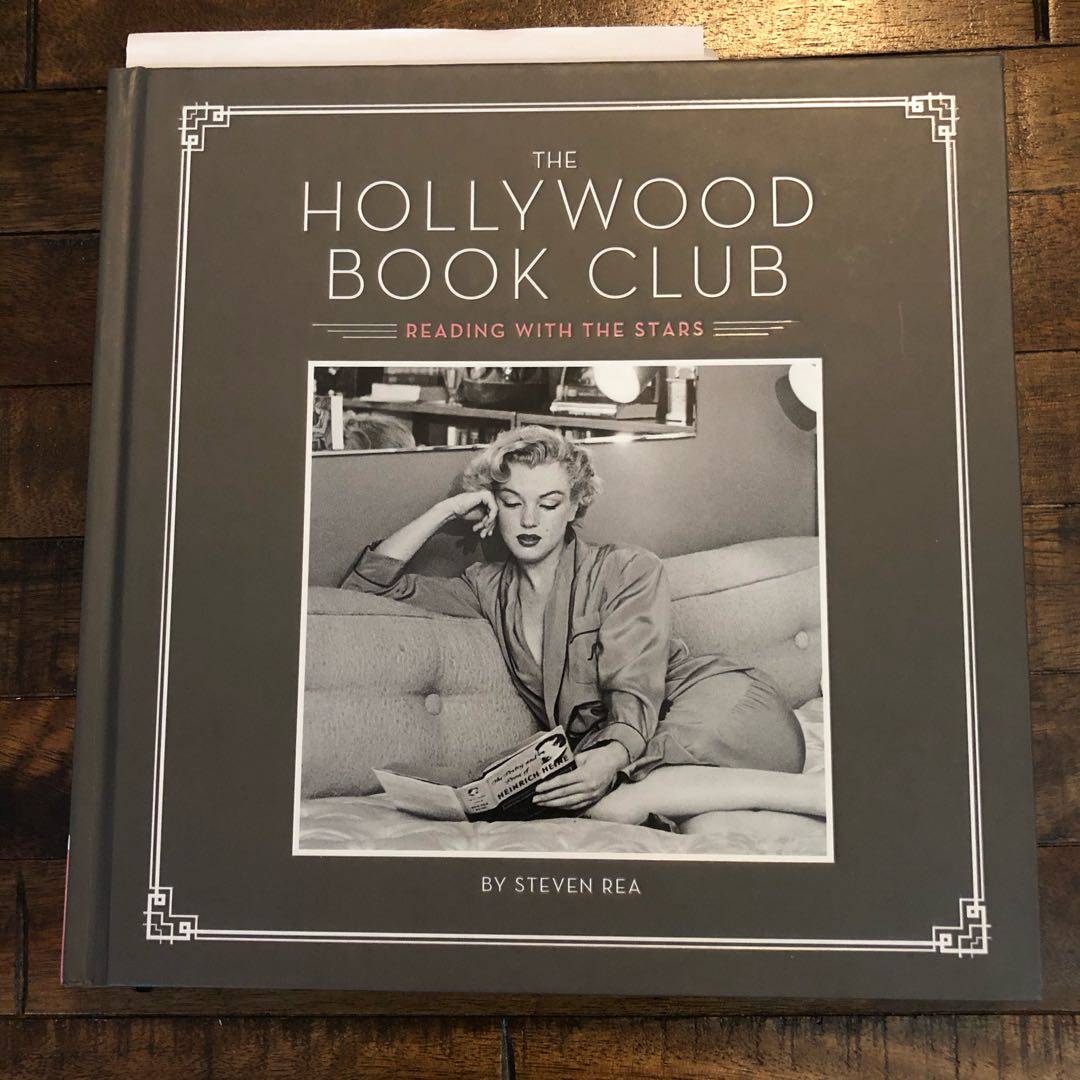 THE
HOLLYWOOD
BOOK CLUB
READING WITH THE STARS
The Poetry and
Prose of
HEINRICH HEINE
BY STEVEN REA